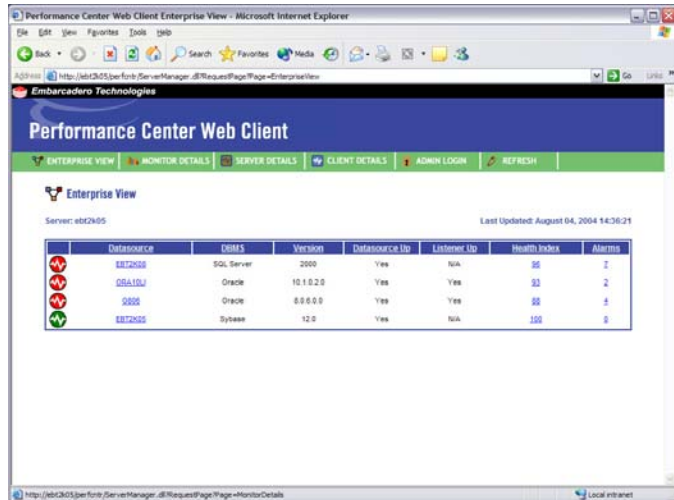 Performance Center Web Client Enterprise View - Microsoft Internet Explorer
File Edit View Favorites Tools Help
Back Search Favorites Media
Address http://ebt2k05/perfcntr/ServerManager.dll?RequestPage?Page=EnterpriseView Go Links
Embarcadero Technologies
Performance Center Web Client
ENTERPRISE VIEW MONITOR DETAILS SERVER DETAILS CLIENT DETAILS ADMIN LOGIN REFRESH
Enterprise View
Server: ebt2k05 Last Updated: August 04, 2004 14:36:21
Datasource DBMS Version Datasource Up Listener Up Health Index Alarms
SQL Server 2000 Yes N/A 96 7
ORA10LI Oracle 10.1.0.2.0 Yes Yes 93 2
O806 Oracle 8.0.6.0.0 Yes Yes 88 4
EBT2K05 Sybase 12.0 Yes N/A 100 0
http://ebt2k05/perfcntr/ServerManager.dll?RequestPage?Page=MonitorDetails Local intranet